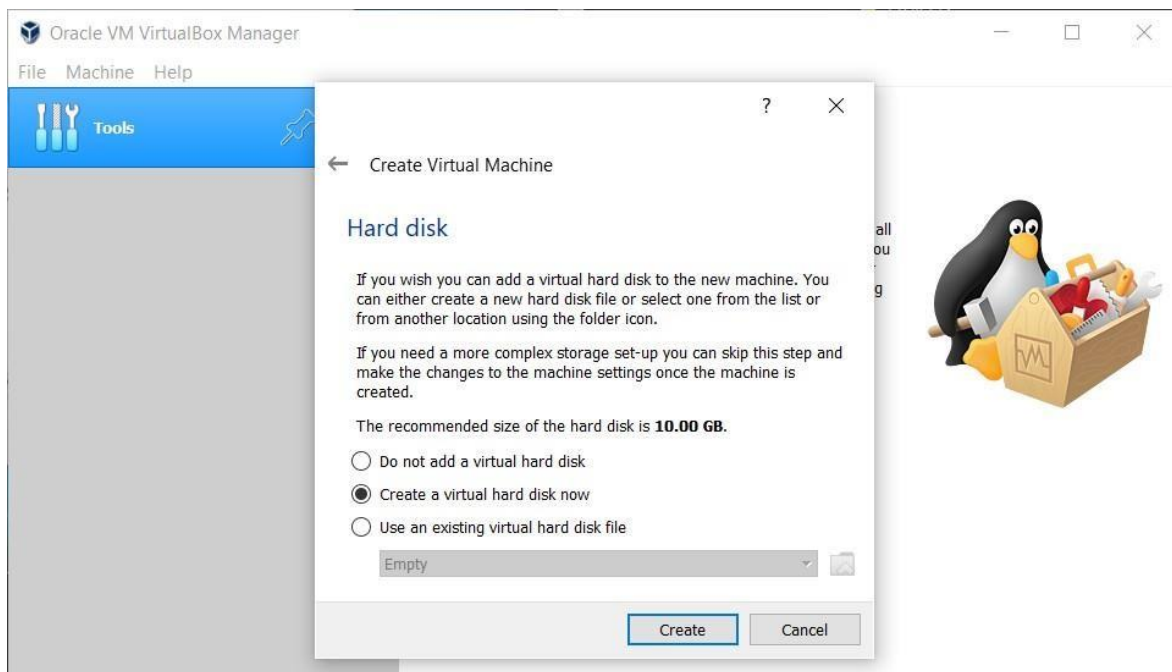 Oracle VM VirtualBox Manager
File Machine Help
Tools
?
Create Virtual Machine
Hard disk
all
ou
g
If you wish you can add a virtual hard disk to the new machine. You
can either create a new hard disk file or select one from the list or
from another location using the folder icon.
If you need a more complex storage set-up you can skip this step and
make the changes to the machine settings once the machine is
created.
The recommended size of the hard disk is 10.00 GB.
Do not add a virtual hard disk
Create a virtual hard disk now
Use an existing virtual hard disk file
Empty
Create Cancel